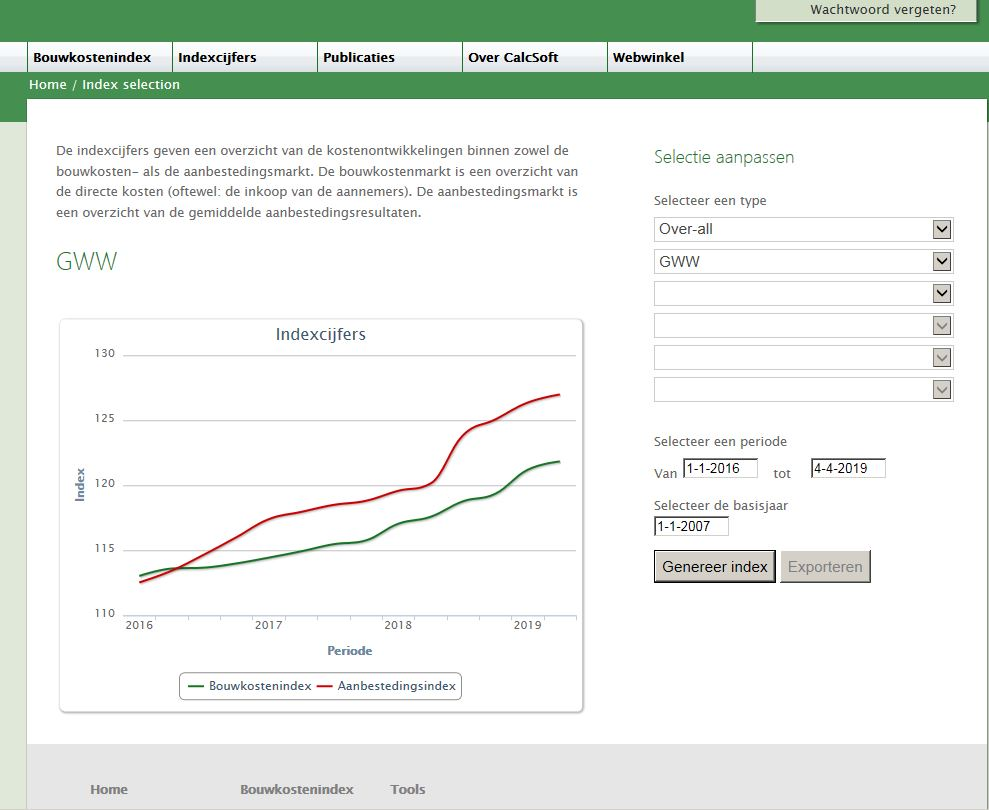 Wachtwoord vergeten?
Bouwkostenindex Indexcijfers Publicaties Over CalcSoft Webwinkel
Home / Index selection
De indexcijfers geven een overzicht van de kostenontwikkelingen binnen zowel de
bouwkosten- als de aanbestedingsmarkt. De bouwkostenmarkt is een overzicht van
de directe kosten (oftewel: de inkoop van de aannemers). De aanbestedingsmarkt is
een overzicht van de gemiddelde aanbestedingsresultaten.
GWW
Indexcijfers
130
125
120
115
110
Index
2016 2017 2018 2019
Periode
Bouwkostenindex Aanbestedingsindex
Selectie aanpassen
Selecteer een type
Over-all
GWW
Selecteer een periode
Van 1-1-2016 tot 4-4-2019
Selecteer de basisjaar
1-1-2007
Genereer index Exporteren
Home Bouwkostenindex Tools